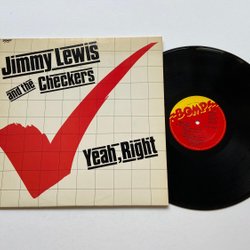 Jimmy Lewis
and the Checkers
Yeah, Right
BOMP